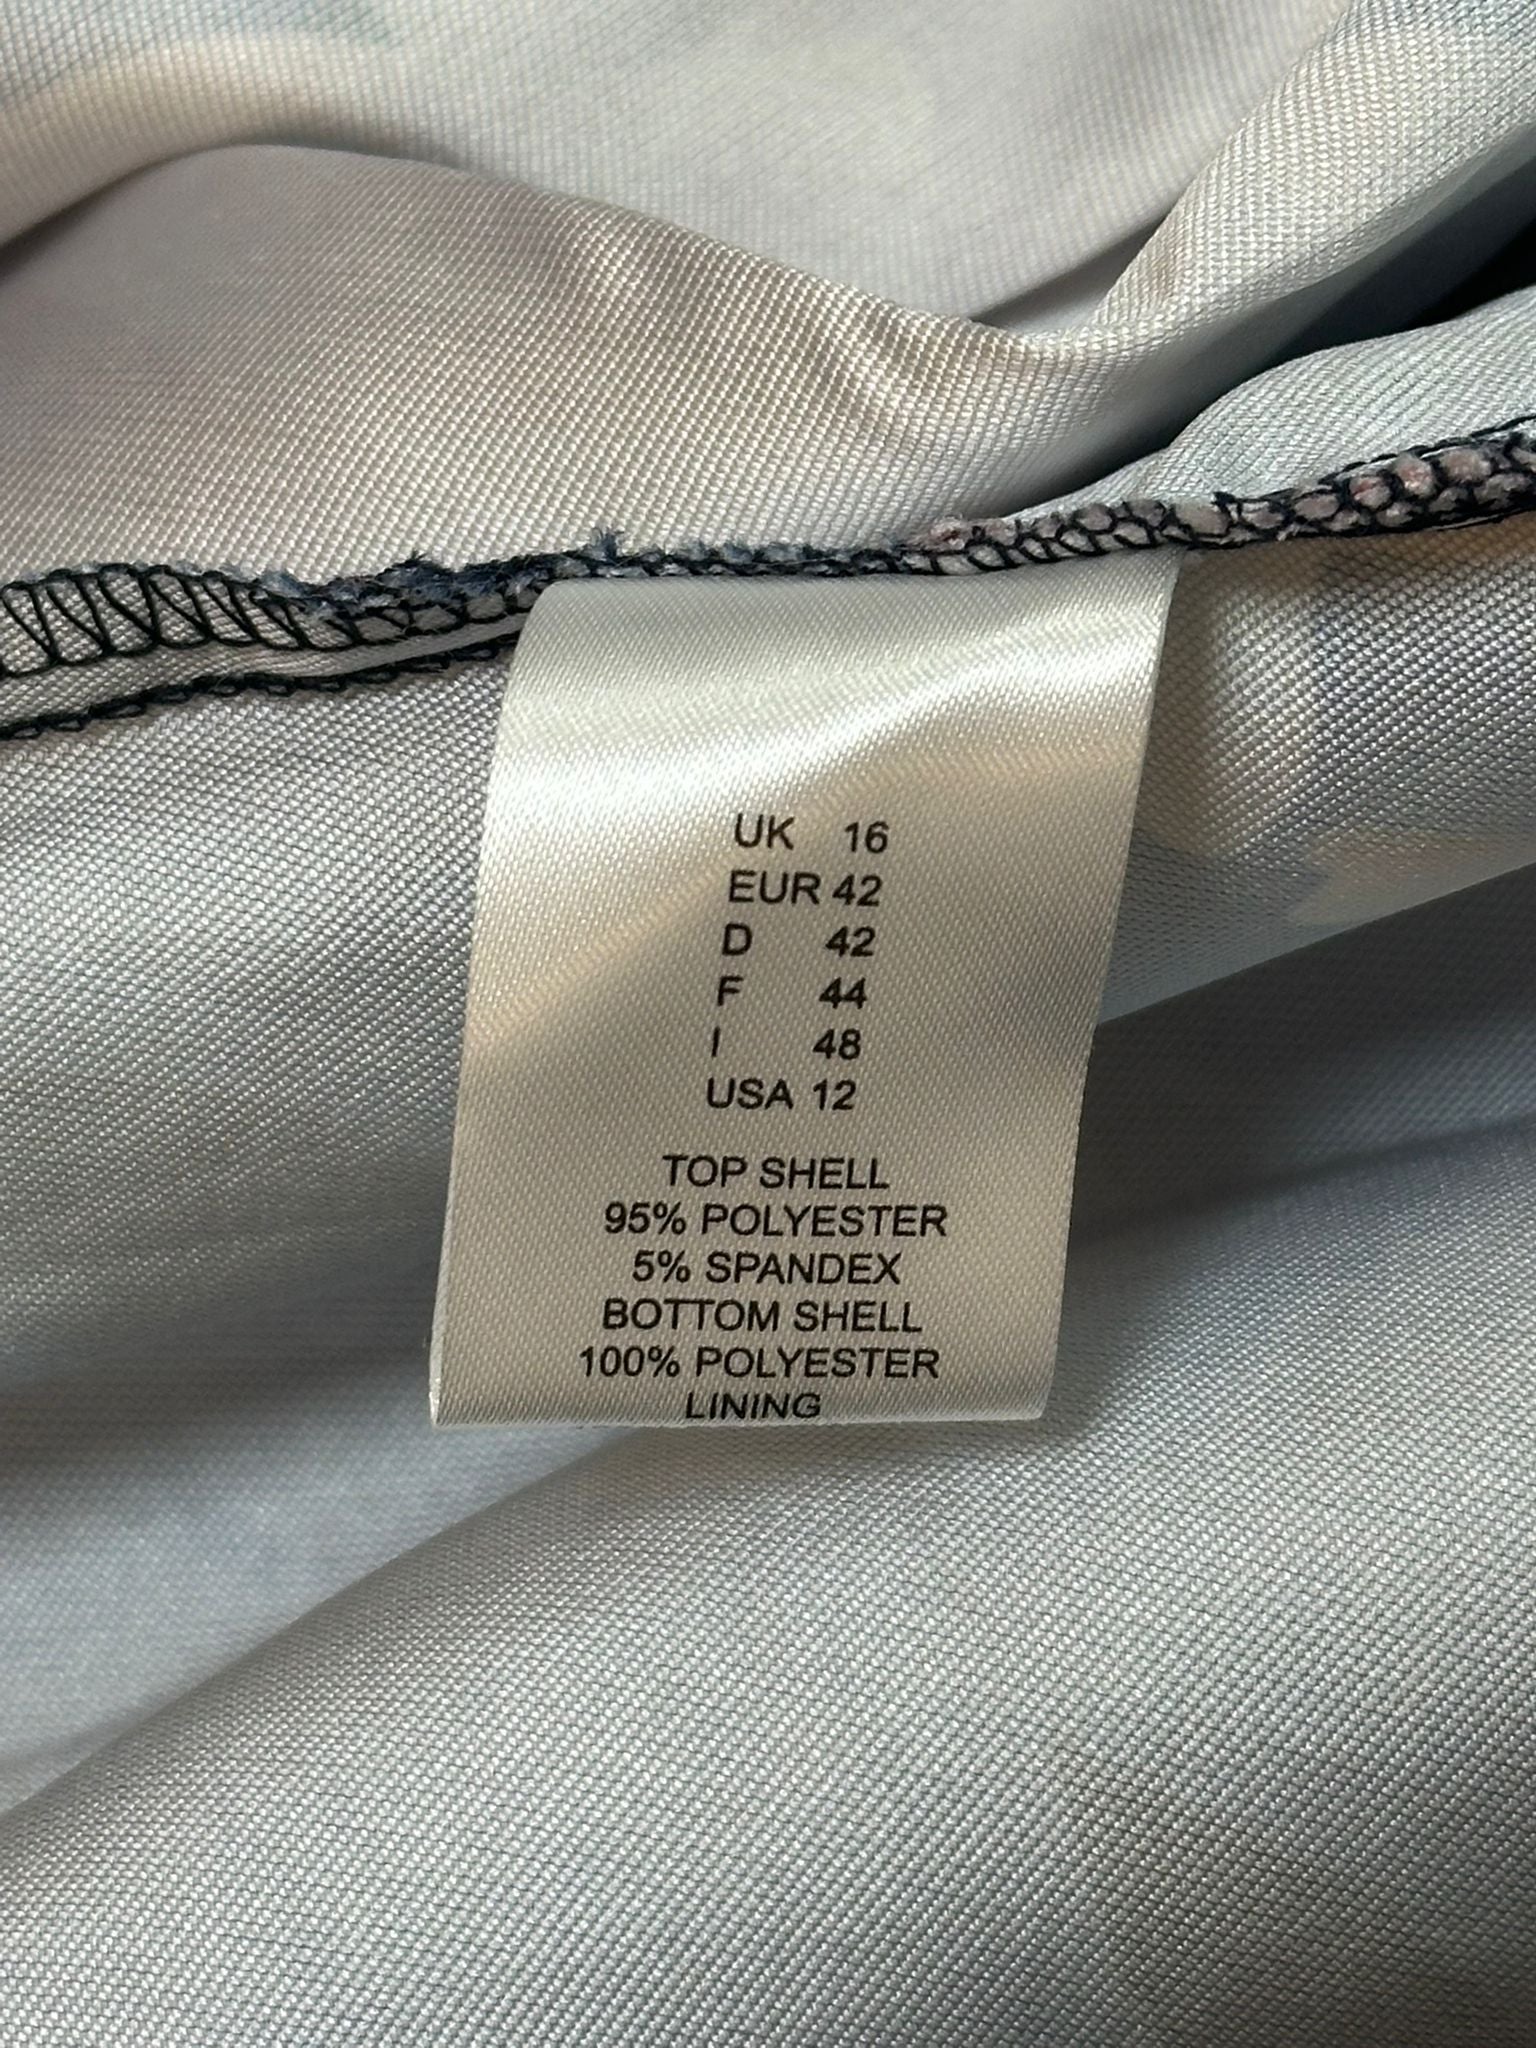 UK 16
EUR 42
D 42
F 44
I 48
USA 12
TOP SHELL
95% POLYESTER
5% SPANDEX
BOTTOM SHELL
100% POLYESTER
LINING